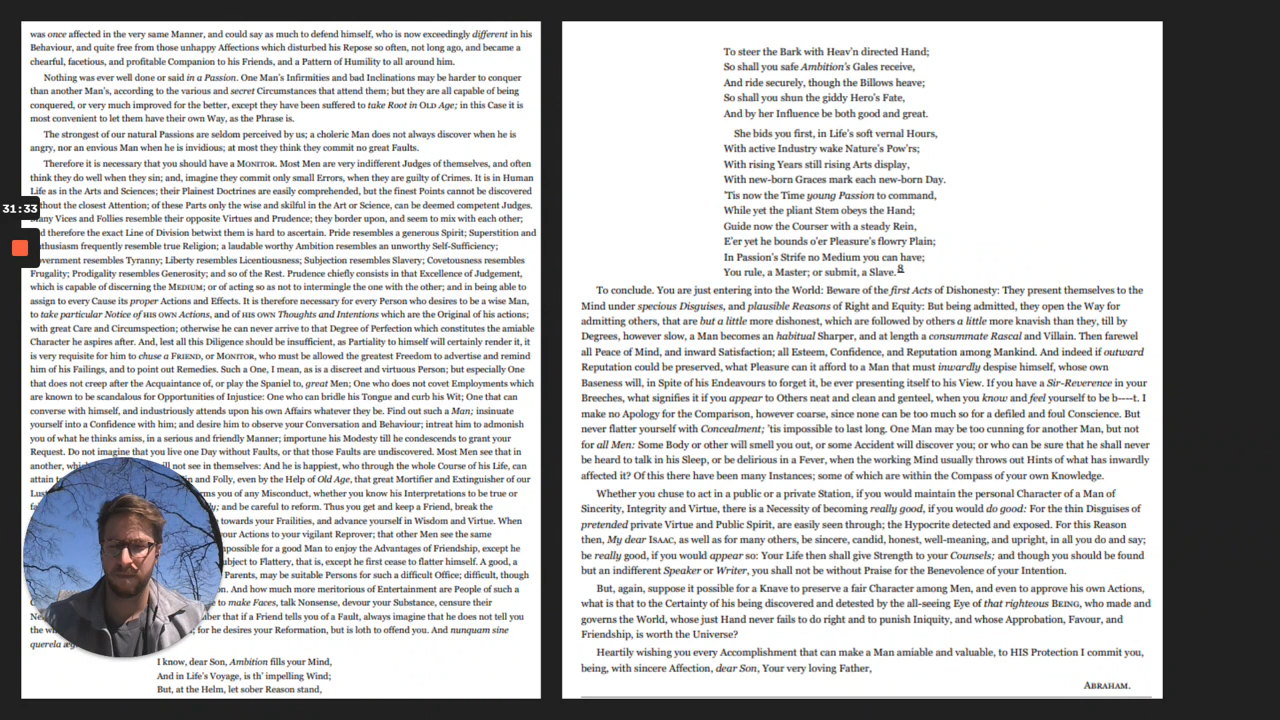 was once affected in the very same Manner, and could say as much to defend himself, who is now exceedingly different in his
Behaviour, and quite free from those unhappy Affections which disturbed his Repose so often, not long ago, and became a
chearful, facetious, and profitable Companion to his Friends, and a Pattern of Humility to all around him.
Nothing was ever well done or said in a Passion. One Man's Infirmities and bad Inclinations may be harder to conquer
than another Man's, according to the various and secret Circumstances that attend them; but they are all capable of being
conquered, or very much improved for the better, except they have been suffered to take Root in OLD Age; in this Case it is
most convenient to let them have their own Way, as the Phrase is.
The strongest of our natural Passions are seldom perceived by us; a choleric Man does not always discover when he is
angry, nor an envious Man when he is invidious; at most they think they commit no great Faults.
Therefore it is necessary that you should have a MONITOR. Most Men are very indifferent Judges of themselves, and often
think they do well when they sin; and, imagine they commit only small Errors, when they are guilty of Crimes. It is in Human
Life as in the Arts and Sciences; their Plainest Doctrines are easily comprehended, but the finest Points cannot be discovered
31:33
ithout the closest Attention; of these Parts only the wise and skilful in the Art or Science, can be deemed competent Judges.
any Vices and Follies resemble their opposite Virtues and Prudence; they border upon, and seem to mix with each other;
d therefore the exact Line of Division betwixt them is hard to ascertain. Pride resembles a generous Spirit; Superstition and
thusiasm frequently resemble true Religion; a laudable worthy Ambition resembles an unworthy Self-Sufficiency;
vernment resembles Tyranny; Liberty resembles Licentiousness; Subjection resembles Slavery; Covetousness resembles
Frugality; Prodigality resembles Generosity; and so of the Rest. Prudence chiefly consists in that Excellence of Judgement,
which is capable of discerning the MEDIUM; or of acting so as not to intermingle the one with the other; and in being able to
assign to every Cause its proper Actions and Effects. It is therefore necessary for every Person who desires to be a wise Man,
to take particular Notice of HIS OWN Actions, and of HIS OWN Thoughts and Intentions which are the Original of his actions;
with great Care and Circumspection; otherwise he can never arrive to that Degree of Perfection which constitutes the amiable
Character he aspires after. And, lest all this Diligence should be insufficient, as Partiality to himself will certainly render it, it
is very requisite for him to chuse a FRIEND, or MONITOR, who must be allowed the greatest Freedom to advertise and remind
him of his Failings, and to point out Remedies. Such a One, I mean, as is a discreet and virtuous Person; but especially One
that does not creep after the Acquaintance of, or play the Spaniel to, great Men; One who does not covet Employments which
are known to be scandalous for Opportunities of Injustice: One who can bridle his Tongue and curb his Wit; One that can
converse with himself, and industriously attends upon his own Affairs whatever they be. Find out such a Man; insinuate
yourself into a Confidence with him; and desire him to observe your Conversation and Behaviour; intreat him to admonish
you of what he thinks amiss, in a serious and friendly Manner; importune his Modesty till he condescends to grant your
Request. Do not imagine that you live one Day without Faults, or that those Faults are undiscovered. Most Men see that in
another, whic ll not see in themselves: And he is happiest, who through the whole Course of his Life, can
attain to in and Folly, even by the Help of Old Age, that great Mortifier and Extinguisher of our
Lust rms you of any Misconduct, whether you know his Interpretations to be true or
fa ly; and be careful to reform. Thus you get and keep a Friend, break the
towards your Frailities, and advance yourself in Wisdom and Virtue. When
our Actions to your vigilant Reprover; that other Men see the same
possible for a good Man to enjoy the Advantages of Friendship, except he
ubject to Flattery, that is, except he first cease to flatter himself. A good, a
Parents, may be suitable Persons for such a difficult Office; difficult, though
n. And how much more meritorious of Entertainment are People of such a
C to make Faces, talk Nonsense, devour your Substance, censure their
Nei ber that if a Friend tells you of a Fault, always imagine that he does not tell you
the w ; for he desires your Reformation, but is loth to offend you. And nunquam sine
querela
I know, dear Son, Ambition fills your Mind,
And in Life's Voyage, is th' impelling Wind;
But, at the Helm, let sober Reason stand,
To steer the Bark with Heav'n directed Hand;
So shall you safe Ambition's Gales receive,
And ride securely, though the Billows heave;
So shall you shun the giddy Hero's Fate,
And by her Influence be both good and great.
She bids you first, in Life's soft vernal Hours,
With active Industry wake Nature's Pow'rs;
With rising Years still rising Arts display,
With new-born Graces mark each new-born Day.
'Tis now the Time young Passion to command,
While yet the pliant Stem obeys the Hand;
Guide now the Courser with a steady Rein,
E'er yet he bounds o'er Pleasure's flowry Plain;
In Passion's Strife no Medium you can have;
You rule, a Master; or submit, a Slave.8
To conclude. You are just entering into the World: Beware of the first Acts of Dishonesty: They present themselves to the
Mind under specious Disguises, and plausible Reasons of Right and Equity: But being admitted, they open the Way for
admitting others, that are but a little more dishonest, which are followed by others a little more knavish than they, till by
Degrees, however slow, a Man becomes an habitual Sharper, and at length a consummate Rascal and Villain. Then farewel
all Peace of Mind, and inward Satisfaction; all Esteem, Confidence, and Reputation among Mankind. And indeed if outward
Reputation could be preserved, what Pleasure can it afford to a Man that must inwardly despise himself, whose own
Baseness will, in Spite of his Endeavours to forget it, be ever presenting itself to his View. If you have a Sir-Reverence in your
Breeches, what signifies it if you appear to Others neat and clean and genteel, when you know and feel yourself to be b----t. I
make no Apology for the Comparison, however coarse, since none can be too much so for a defiled and foul Conscience. But
never flatter yourself with Concealment; 'tis impossible to last long. One Man may be too cunning for another Man, but not
for all Men: Some Body or other will smell you out, or some Accident will discover you; or who can be sure that he shall never
be heard to talk in his Sleep, or be delirious in a Fever, when the working Mind usually throws out Hints of what has inwardly
affected it? Of this there have been many Instances; some of which are within the Compass of your own Knowledge.
Whether you chuse to act in a public or a private Station, if you would maintain the personal Character of a Man of
Sincerity, Integrity and Virtue, there is a Necessity of becoming really good, if you would do good: For the thin Disguises of
pretended private Virtue and Public Spirit, are easily seen through; the Hypocrite detected and exposed. For this Reason
then, My dear ISAAC, as well as for many others, be sincere, candid, honest, well-meaning, and upright, in all you do and say;
be really good, if you would appear so: Your Life then shall give Strength to your Counsels; and though you should be found
but an indifferent Speaker or Writer, you shall not be without Praise for the Benevolence of your Intention.
But, again, suppose it possible for a Knave to preserve a fair Character among Men, and even to approve his own Actions,
what is that to the Certainty of his being discovered and detested by the all-seeing Eye of that righteous BEING, who made and
governs the World, whose just Hand never fails to do right and to punish Iniquity, and whose Approbation, Favour, and
Friendship, is worth the Universe?
Heartily wishing you every Accomplishment that can make a Man amiable and valuable, to HIS Protection I commit you,
being, with sincere Affection, dear Son, Your very loving Father,
ABRAHAM.